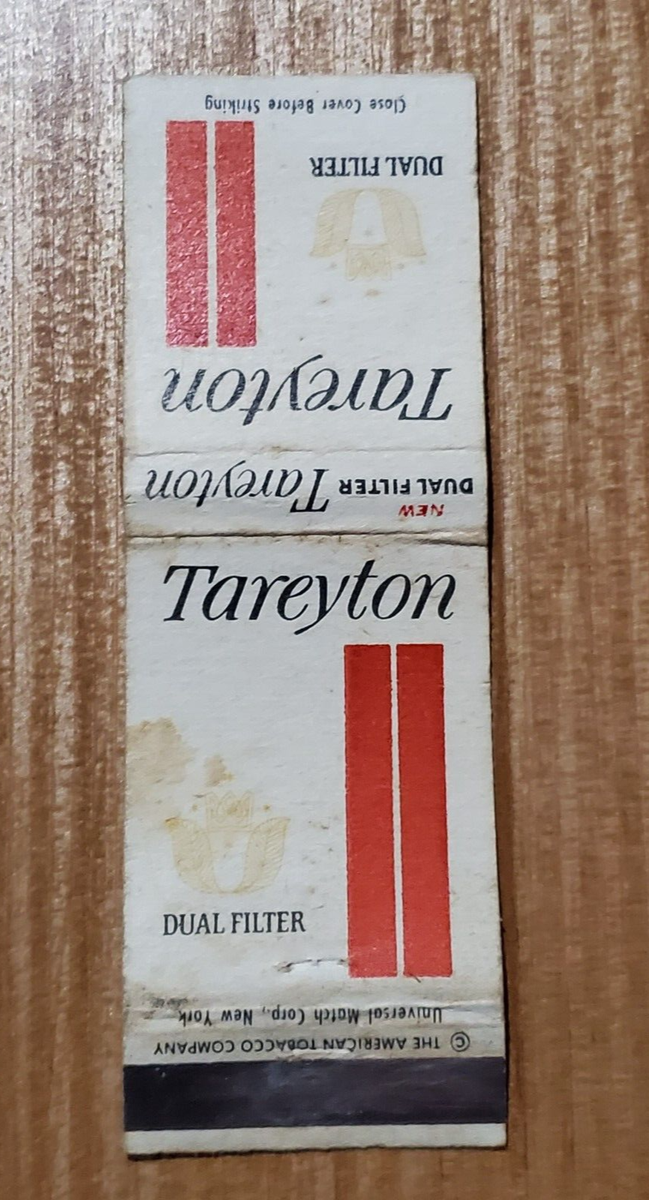 Close Cover Before Striking
DUAL FILTER
Tareyton
NEW
DUAL FILTER Tareyton
Tareyton
DUAL FILTER
Universal Match Corp., New York
© THE AMERICAN TOBACCO COMPANY